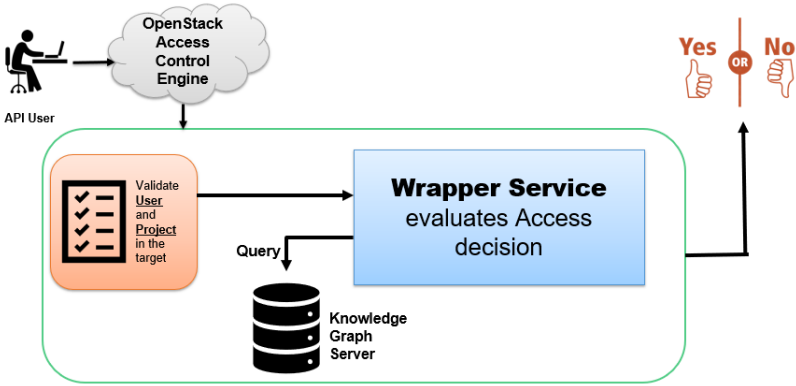 OpenStack
Access
Control
Engine
API User
Yes
OR
No
Validate
User
and
Project
in the
target
Wrapper Service
evaluates Access
decision
Query
Knowledge
Graph
Server